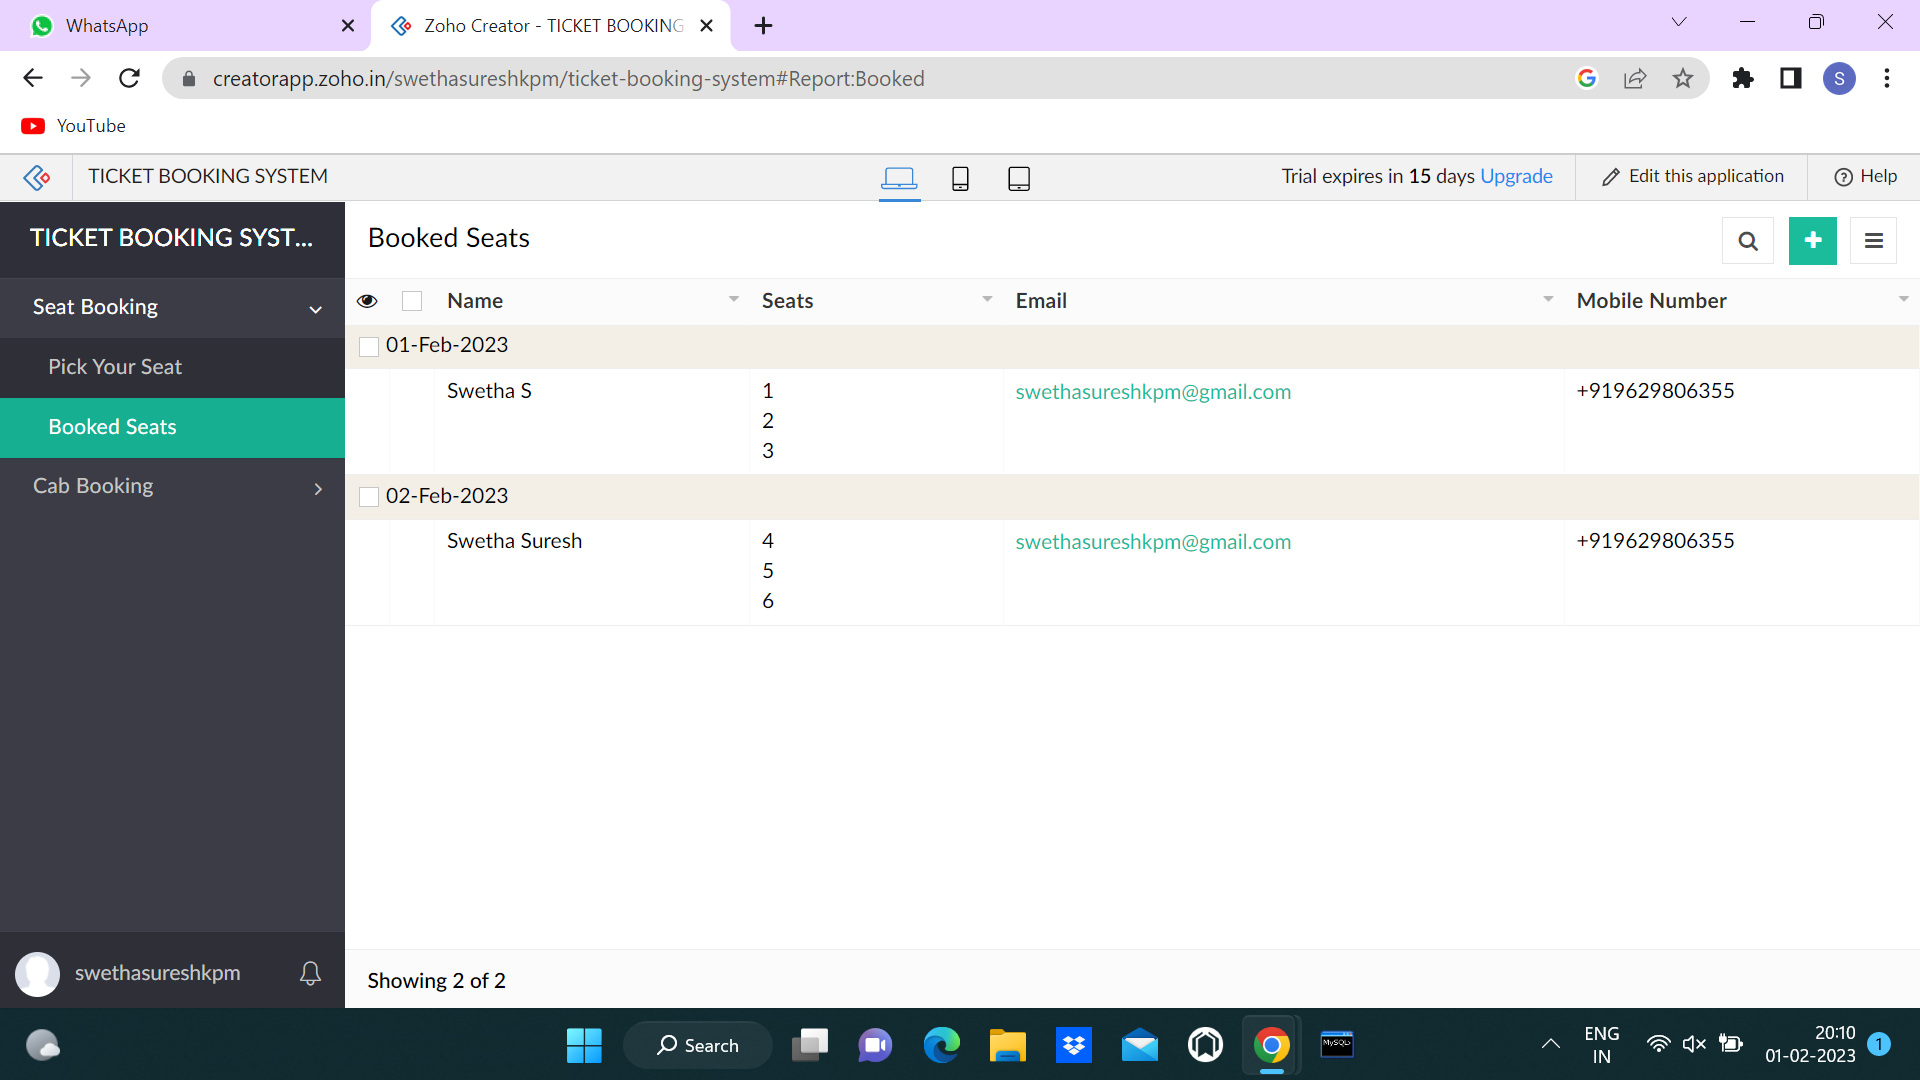 WhatsApp
Zoho Creator - TICKET BOOKING
creatorapp.zoho.in/swethasureshkpm/ticket-booking-system#Report:Booked
S
YouTube
TICKET BOOKING SYSTEM
Trial expires in 15 days Upgrade
Edit this application
Help
TICKET BOOKING SYST...
Seat Booking
Pick Your Seat
Booked Seats
Cab Booking
swethasureshkpm
Booked Seats
Name Seats Email Mobile Number
01-Feb-2023
Swetha S 1 swethasureshkpm@gmail.com +919629806355
2
3
02-Feb-2023
Swetha Suresh 4 swethasureshkpm@gmail.com +919629806355
5
6
Showing 2 of 2
Search
MySQL
ENG
IN
20:10
01-02-2023
1